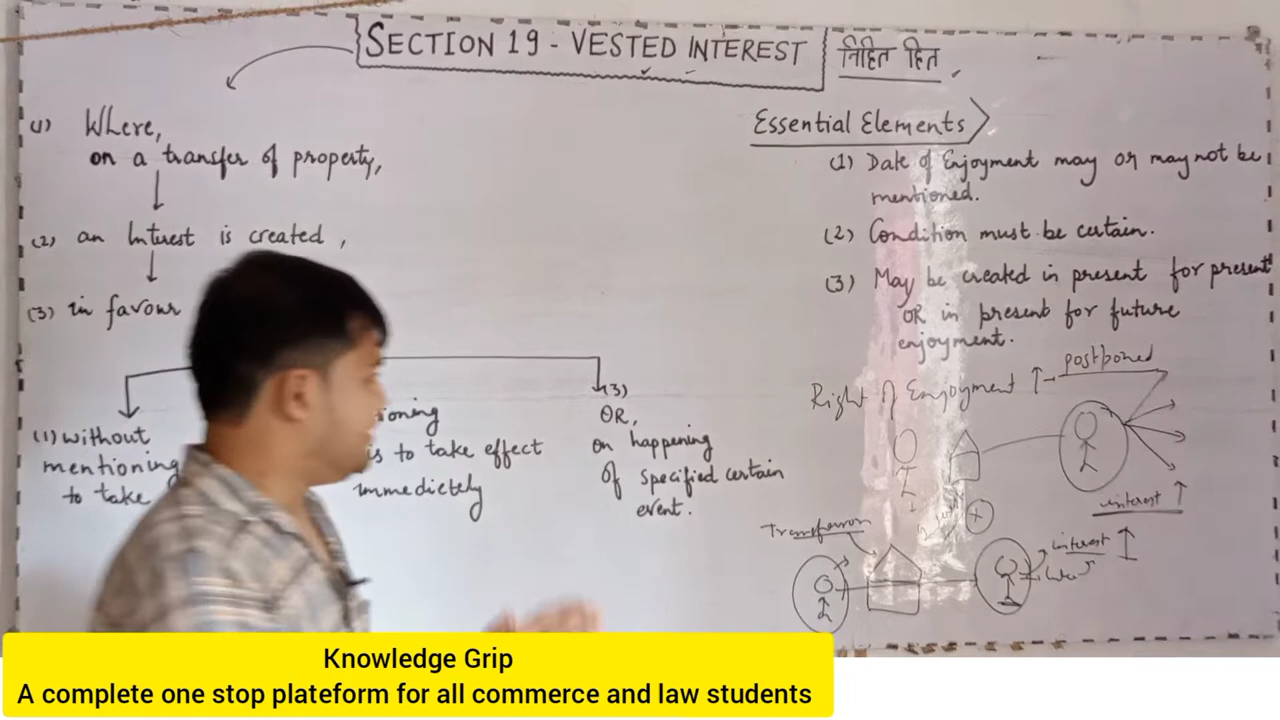 SECTION 19 - VESTED INTEREST
निहित हित
(1) Where,
on a transfer of property,
(2) an Interest is created,
(3) in favour
(1) without
mentioning
to take
ioning
is to take effect
immedietely
(3)
OR,
on happening
of specified certain
event.
Essential Elements
(1) Date of Enjoyment may or may not be
mentioned.
(2) Condition must be certain.
(3) May be created in present for present
OR in present for future
enjoyment.
Right of Enjoyment
postponed
interest
Transferror
interest
Knowledge Grip
A complete one stop plateform for all commerce and law students